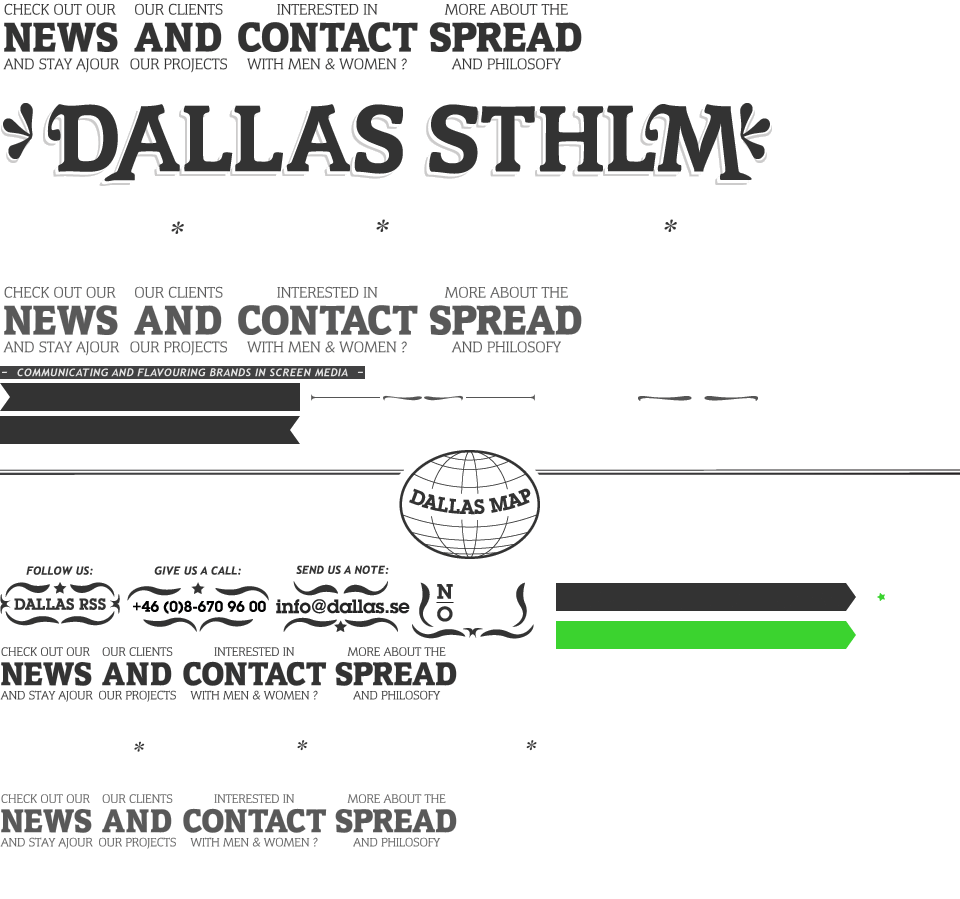 CHECK OUT OUR OUR CLIENTS INTERESTED IN MORE ABOUT THE
NEWS AND CONTACT SPREAD
AND STAY AJOUR OUR PROJECTS WITH MEN & WOMEN ? AND PHILOSOFY
DALLAS STHLM
* * *
CHECK OUT OUR OUR CLIENTS INTERESTED IN MORE ABOUT THE
NEWS AND CONTACT SPREAD
AND STAY AJOUR OUR PROJECTS WITH MEN & WOMEN ? AND PHILOSOFY
– COMMUNICATING AND FLAVOURING BRANDS IN SCREEN MEDIA –
DALLAS MAP
FOLLOW US: GIVE US A CALL: SEND US A NOTE:
DALLAS RSS +46 (0)8-670 96 00 info@dallas.se
N
O
CHECK OUT OUR OUR CLIENTS INTERESTED IN MORE ABOUT THE
NEWS AND CONTACT SPREAD
AND STAY AJOUR OUR PROJECTS WITH MEN & WOMEN ? AND PHILOSOFY
* * *
CHECK OUT OUR OUR CLIENTS INTERESTED IN MORE ABOUT THE
NEWS AND CONTACT SPREAD
AND STAY AJOUR OUR PROJECTS WITH MEN & WOMEN ? AND PHILOSOFY